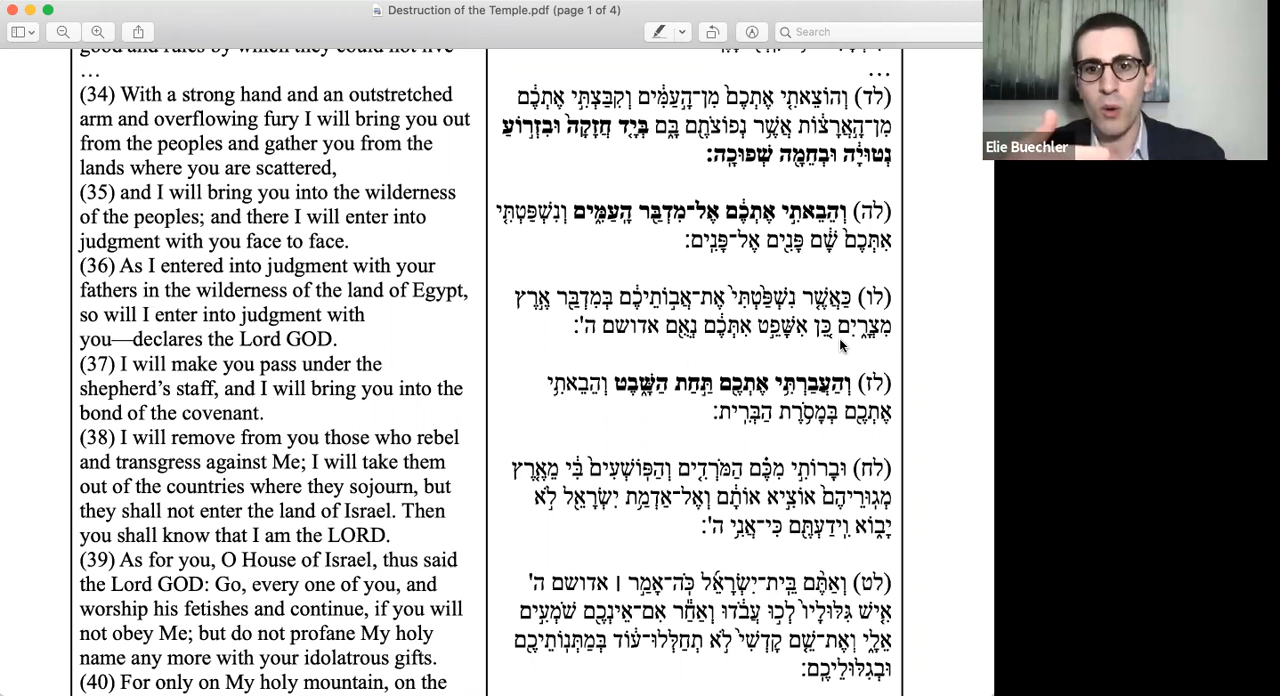 Destruction of the Temple.pdf (page 1 of 4)
Search
good and rules by which they could not live
…
(34) With a strong hand and an outstretched
arm and overflowing fury I will bring you out
from the peoples and gather you from the
lands where you are scattered,
(35) and I will bring you into the wilderness
of the peoples; and there I will enter into
judgment with you face to face.
(36) As I entered into judgment with your
fathers in the wilderness of the land of Egypt,
so will I enter into judgment with
you—declares the Lord GOD.
(37) I will make you pass under the
shepherd’s staff, and I will bring you into the
bond of the covenant.
(38) I will remove from you those who rebel
and transgress against Me; I will take them
out of the countries where they sojourn, but
they shall not enter the land of Israel. Then
you shall know that I am the LORD.
(39) As for you, O House of Israel, thus said
the Lord GOD: Go, every one of you, and
worship his fetishes and continue, if you will
not obey Me; but do not profane My holy
name any more with your idolatrous gifts.
(40) For only on My holy mountain, on the
…
(לד) וְהוֹצֵאתִ֤י אֶתְכֶם֙ מִן־הָ֣עַמִּ֔ים וְקִבַּצְתִּ֣י אֶתְכֶ֔ם
מִן־הָ֣אֲרָצ֔וֹת אֲשֶׁ֥ר נְפוֹצֹתֶ֖ם בָּ֑ם בְּיָ֤ד חֲזָקָה֙ וּבִזְר֣וֹעַ
נְטוּיָ֔ה וּבְחֵמָ֖ה שְׁפוּכָֽה׃
(לה) וְהֵבֵאתִ֣י אֶתְכֶ֔ם אֶל־מִדְבַּ֖ר הָֽעַמִּ֑ים וְנִשְׁפַּטְתִּ֤י
אִתְּכֶם֙ שָׁ֔ם פָּנִ֖ים אֶל־פָּנִֽים׃
(לו) כַּאֲשֶׁ֤ר נִשְׁפַּ֙טְתִּי֙ אֶת־אֲב֣וֹתֵיכֶ֔ם בְּמִדְבַּ֖ר אֶ֣רֶץ
מִצְרָ֑יִם כֵּ֚ן אִשָּׁפֵ֣ט אִתְּכֶ֔ם נְאֻ֖ם אדושם ה'׃
(לז) וְהַעֲבַרְתִּ֥י אֶתְכֶ֖ם תַּ֣חַת הַשָּׁ֑בֶט וְהֵבֵאתִ֥י
אֶתְכֶ֖ם בְּמָסֹ֥רֶת הַבְּרִֽית׃
(לח) וּבָרוֹתִ֣י מִכֶּ֗ם הַמֹּרְדִ֤ים וְהַפּֽוֹשְׁעִים֙ בִּ֔י מֵאֶ֤רֶץ
מְגֽוּרֵיהֶם֙ אוֹצִ֣יא אוֹתָ֔ם וְאֶל־אַדְמַ֥ת יִשְׂרָאֵ֖ל לֹ֣א
יָב֑וֹא וִֽידַעְתֶּ֖ם כִּי־אֲנִ֥י ה'׃
(לט) וְאַתֶּ֨ם בֵּֽית־יִשְׂרָאֵ֜ל כֹּֽה־אָמַ֣ר ׀ אדושם ה'
אִ֤ישׁ גִּלּוּלָיו֙ לְכ֣וּ עֲבֹ֔דוּ וְאַחַ֕ר אִם־אֵינְכֶ֖ם שֹׁמְעִ֣ים
אֵלָ֑י וְאֶת־שֵׁ֤ם קָדְשִׁי֙ לֹ֣א תְחַלְּלוּ־ע֔וֹד בְּמַתְּנֽוֹתֵיכֶ֖ם
וּבְגִלּוּלֵיכֶֽם׃
Elie Buechler